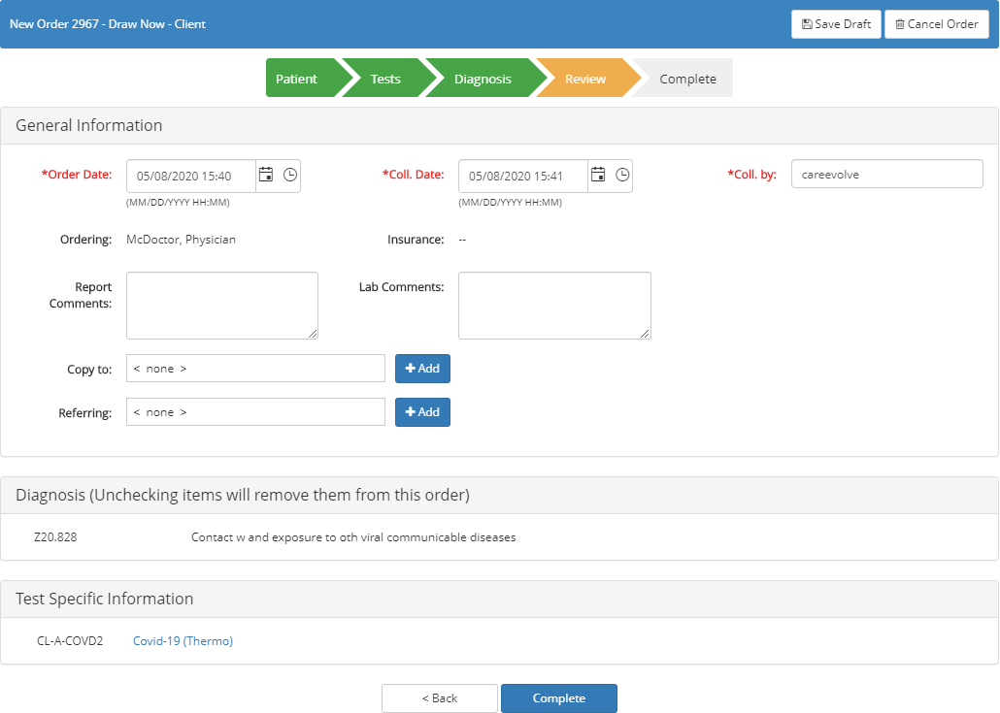 New Order 2967 - Draw Now - Client
Save Draft
Cancel Order
Patient
Tests
Diagnosis
Review
Complete
General Information
*Order Date:
05/08/2020 15:40
(MM/DD/YYYY HH:MM)
*Coll. Date:
05/08/2020 15:41
(MM/DD/YYYY HH:MM)
*Coll. by:
careevolve
Ordering:
McDoctor, Physician
Insurance:
--
Report
Comments:
Lab Comments:
Copy to:
< none >
+ Add
Referring:
< none >
+ Add
Diagnosis (Unchecking items will remove them from this order)
Z20.828
Contact w and exposure to oth viral communicable diseases
Test Specific Information
CL-A-COVD2
Covid-19 (Thermo)
< Back
Complete